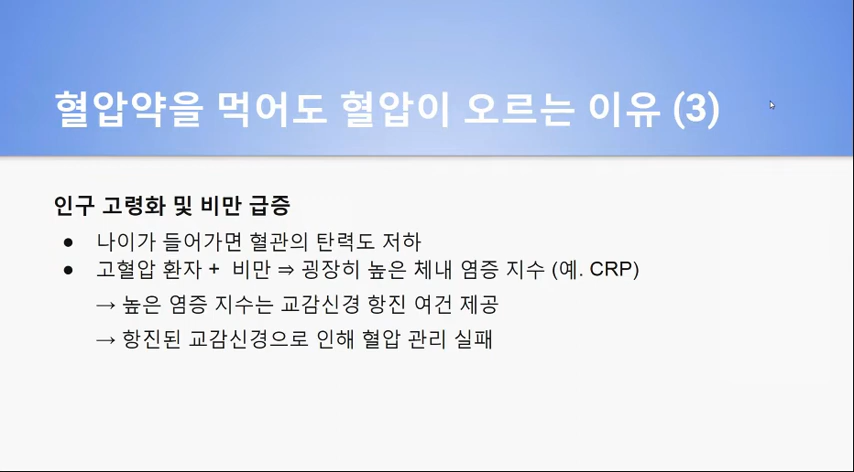 혈압약을 먹어도 혈압이 오르는 이유 (3)
인구 고령화 및 비만 급증
● 나이가 들어가면 혈관의 탄력도 저하
● 고혈압 환자 + 비만 ⇒ 굉장히 높은 체내 염증 지수 (예. CRP)
→ 높은 염증 지수는 교감신경 항진 여건 제공
→ 항진된 교감신경으로 인해 혈압 관리 실패